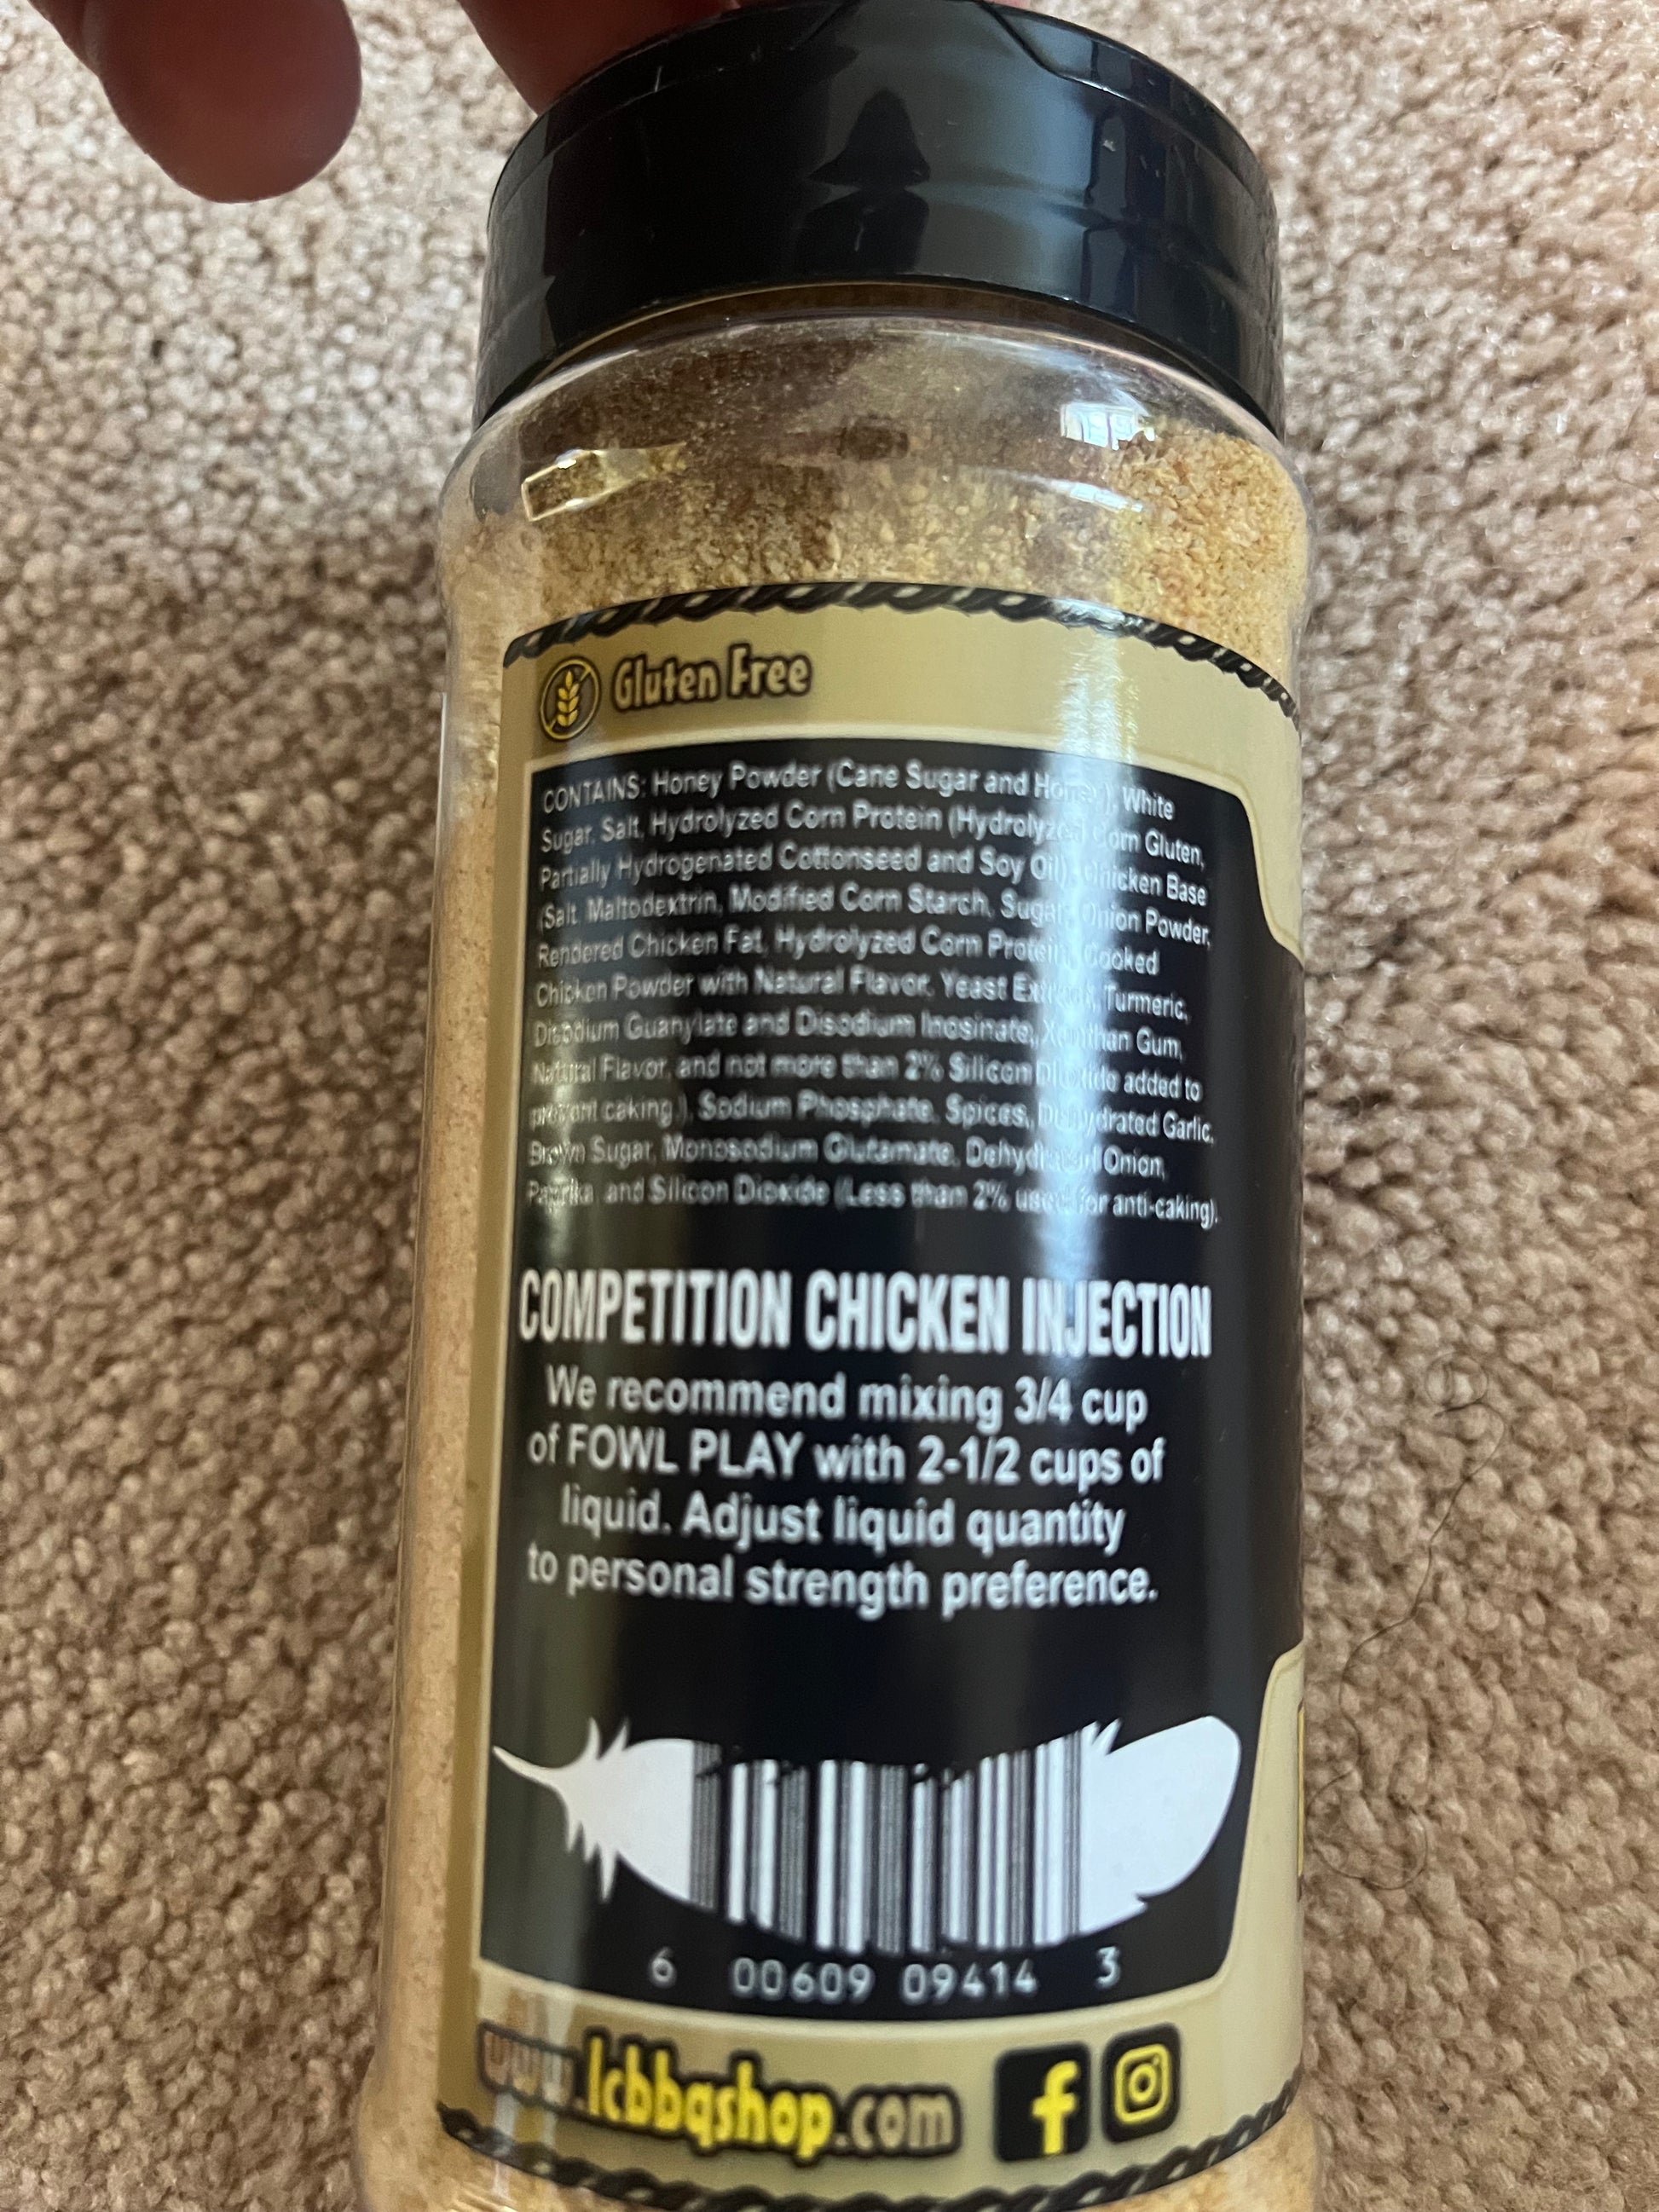 Gluten Free
CONTAINS: Honey Powder (Cane Sugar and Honey), White
Sugar, Salt, Hydrolyzed Corn Protein (Hydrolyzed Corn Gluten,
Partially Hydrogenated Cottonseed and Soy Oil), Chicken Base
(Salt, Maltodextrin, Modified Corn Starch, Sugar, Onion Powder,
Rendered Chicken Fat, Hydrolyzed Corn Protein, Cooked
Chicken Powder with Natural Flavor, Yeast Extract, Turmeric,
Disodium Guanylate and Disodium Inosinate, Xanthan Gum,
Natural Flavor, and not more than 2% Silicon Dioxide added to
prevent caking.), Sodium Phosphate, Spices, Dehydrated Garlic,
Brown Sugar, Monosodium Glutamate, Dehydrated Onion,
Paprika, and Silicon Dioxide (Less than 2% used for anti-caking).
COMPETITION CHICKEN INJECTION
We recommend mixing 3/4 cup
of FOWL PLAY with 2-1/2 cups of
liquid. Adjust liquid quantity
to personal strength preference.
6 00609 09414 3
www.lcbbqshop.com